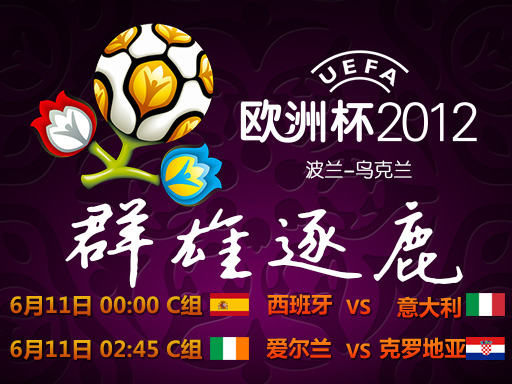 UEFA
欧洲杯2012
波兰-乌克兰
群雄逐鹿
6月11日 00:00 C组 西班牙 VS 意大利
6月11日 02:45 C组 爱尔兰 VS 克罗地亚